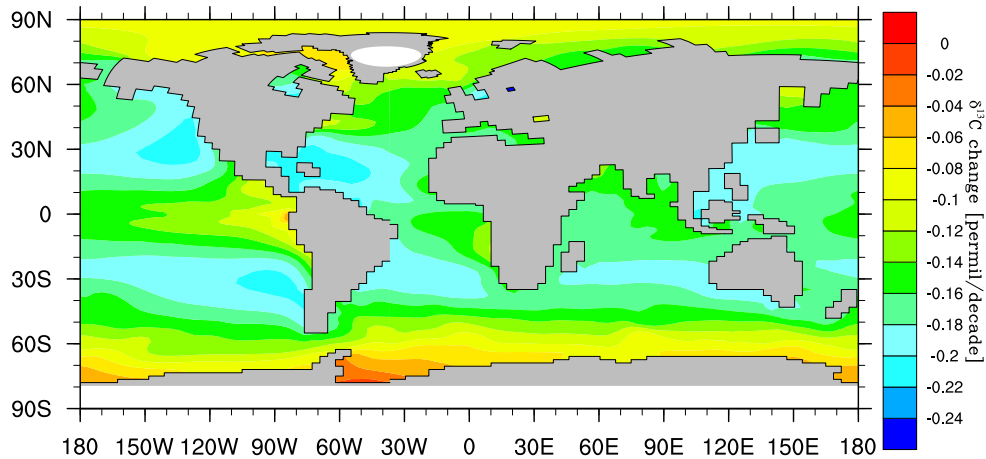 90N
60N
30N
0
30S
60S
90S
180 150W 120W 90W 60W 30W 0 30E 60E 90E 120E 150E 180
0
-0.02
-0.04
-0.06
-0.08
-0.1
-0.12
-0.14
-0.16
-0.18
-0.2
-0.22
-0.24
δ¹³C change [permil/decade]